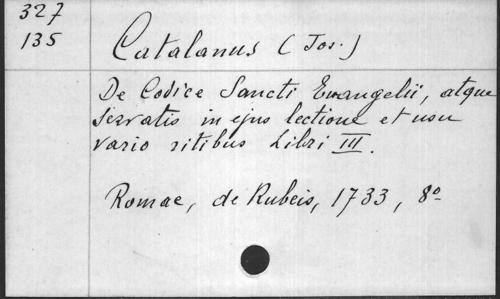 327
135
Catalanus (Jos.)
De Codice Sancti Evangelii, atque
servatis in ejus lectione et usu
vario ritibus Libri III.
Romae, de Rubeis, 1733, 8º